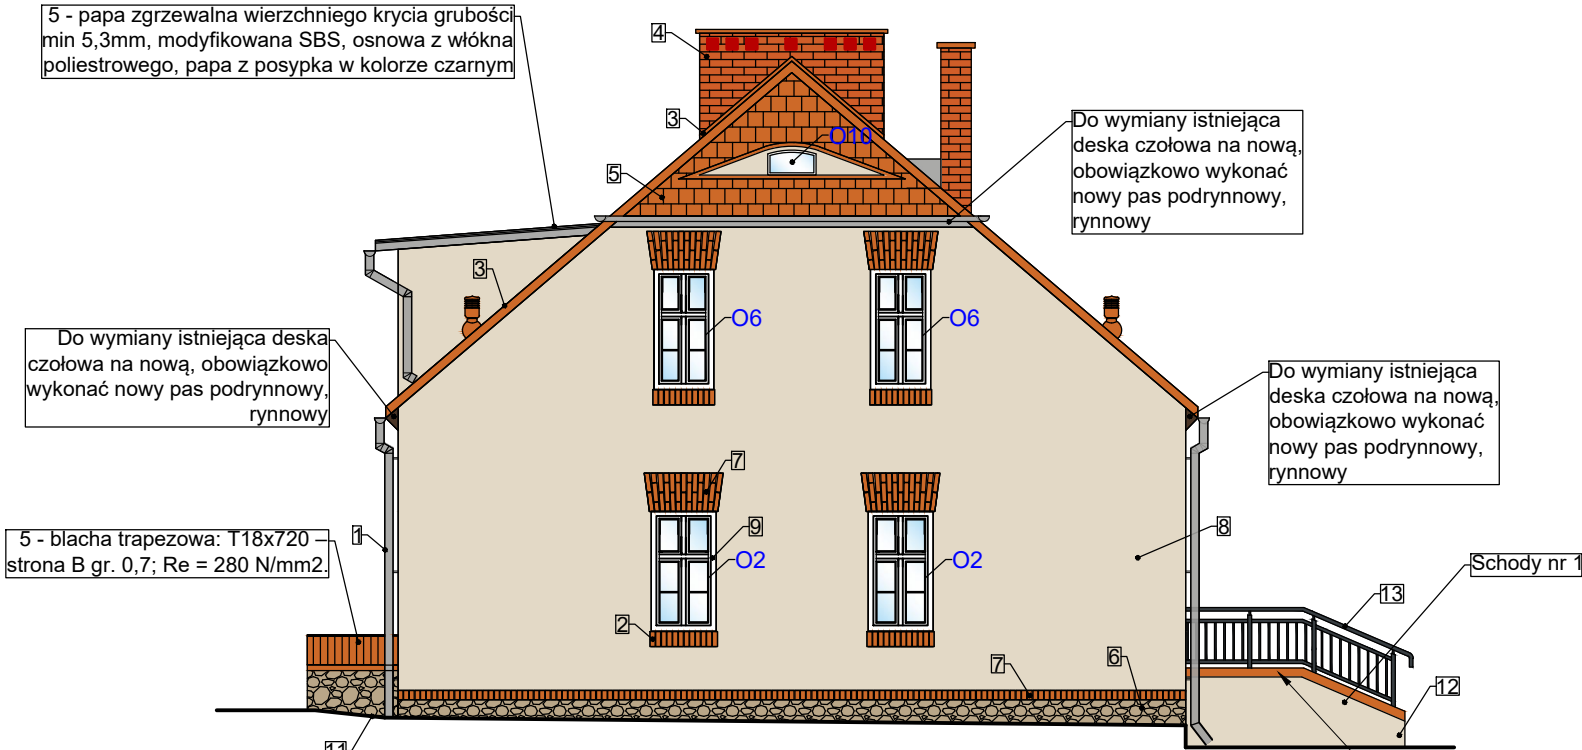 5 - papa zgrzewalna wierzchniego krycia grubości
min 5,3mm, modyfikowana SBS, osnowa z włókna
poliestrowego, papa z posypka w kolorze czarnym
4
3
O10
Do wymiany istniejąca
deska czołowa na nową,
obowiązkowo wykonać
nowy pas podrynnowy,
rynnowy
5
3
O6
O6
Do wymiany istniejąca deska
czołowa na nową, obowiązkowo
wykonać nowy pas podrynnowy,
rynnowy
Do wymiany istniejąca
deska czołowa na nową,
obowiązkowo wykonać
nowy pas podrynnowy,
rynnowy
7
1
9
8
5 - blacha trapezowa: T18x720 –
strona B gr. 0,7; Re = 280 N/mm2.
O2
O2
Schody nr 1
13
2
7
6
12
11